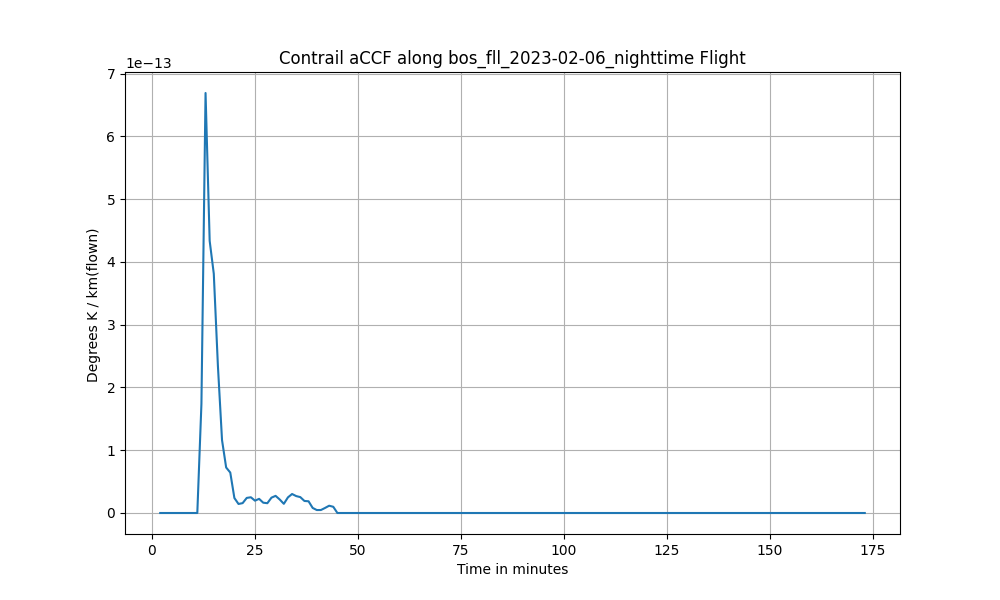 Contrail aCCF along bos_fll_2023-02-06_nighttime Flight
1e−13
7
6
5
4
3
2
1
0
Degrees K / km(flown)
0 25 50 75 100 125 150 175
Time in minutes